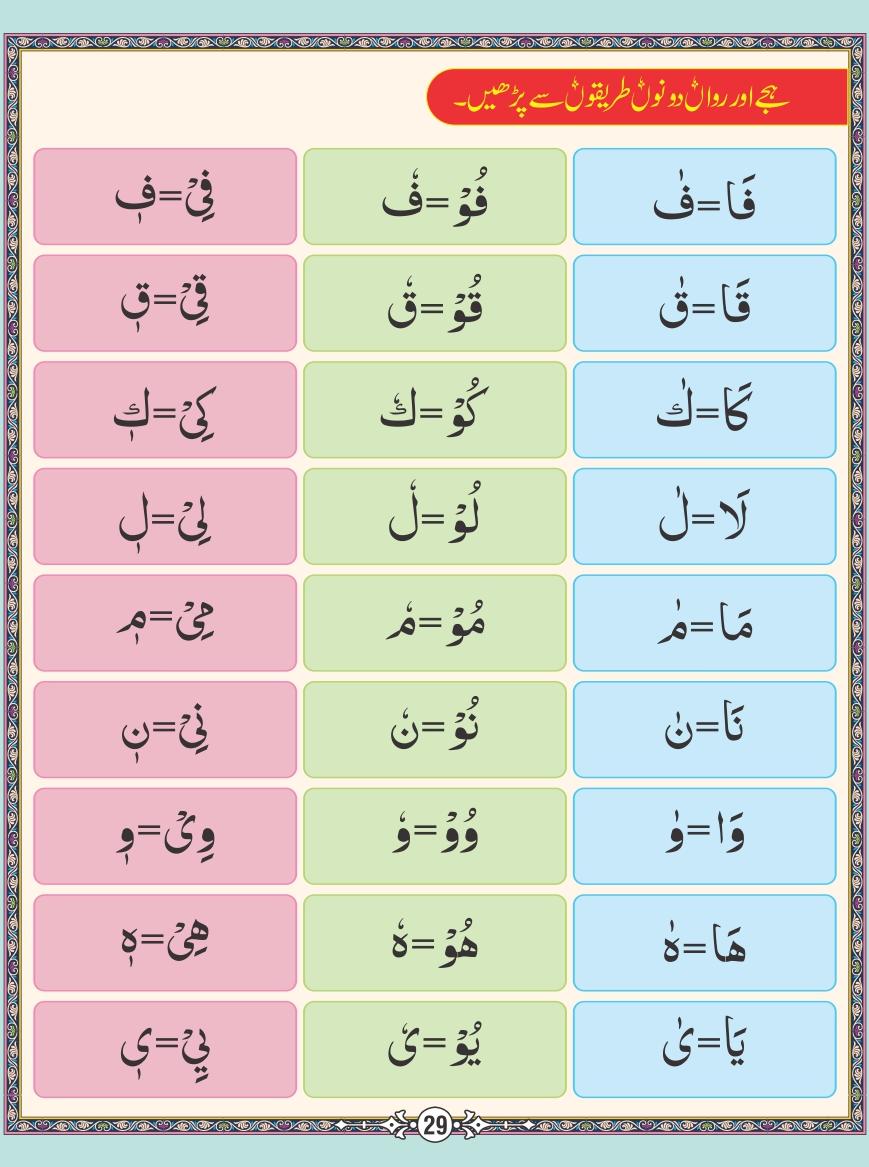 ہجے اور رواں دونوں طریقوں سے پڑھیں۔
فَا=فٰ فُوْ=فٗ فِیْ=فٖ
قَا=قٰ قُوْ=قٗ قِیْ=قٖ
كَا=كٰ كُوْ=كٗ كِیْ=كٖ
لَا=لٰ لُوْ=لٗ لِیْ=لٖ
مَا=مٰ مُوْ=مٗ مِیْ=مٖ
نَا=نٰ نُوْ=نٗ نِیْ=نٖ
وَا=وٰ وُوْ=وٗ وِیْ=وٖ
هَا=هٰ هُوْ=هٗ هِیْ=هٖ
یَا=یٰ یُوْ=یٗ یِیْ=یٖ
29